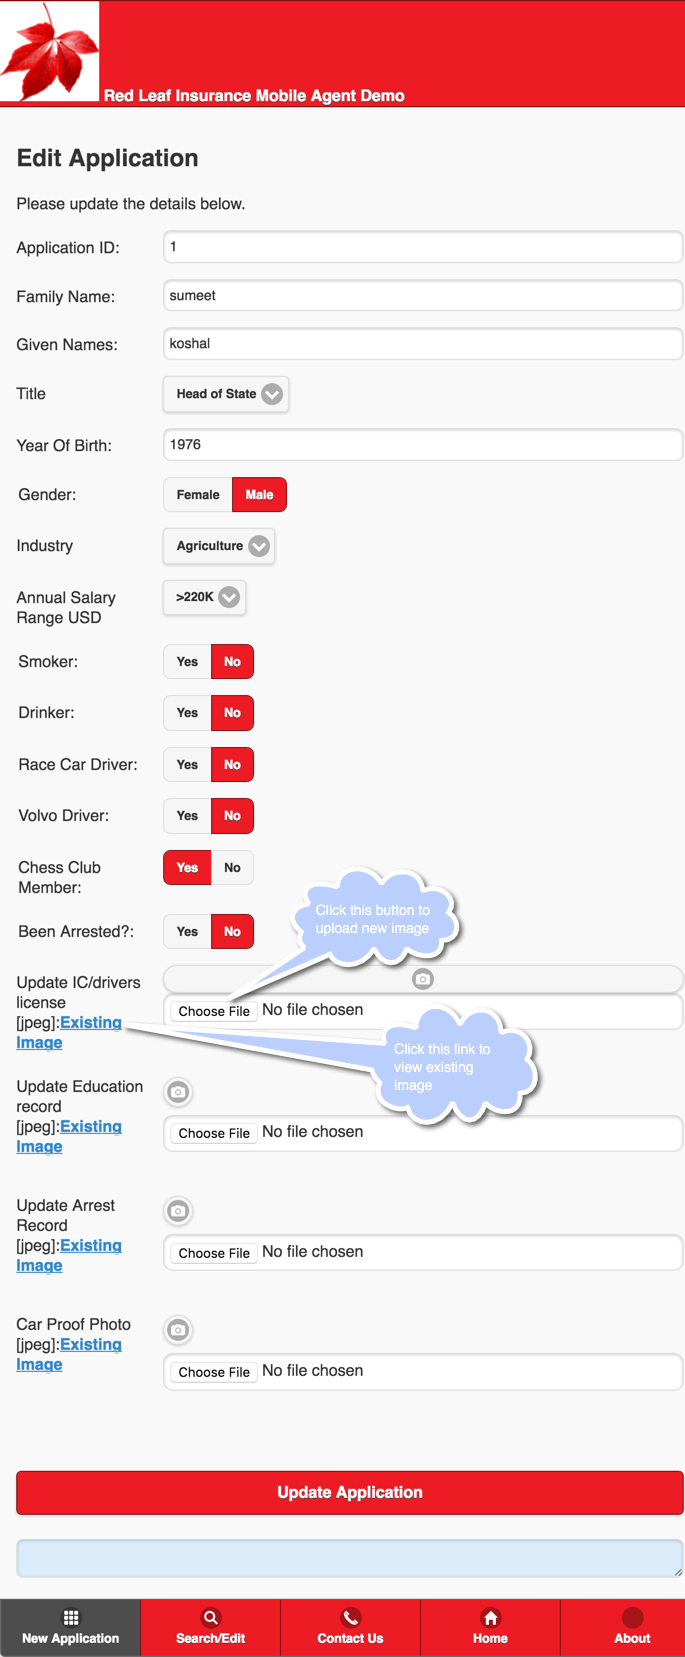 Red Leaf Insurance Mobile Agent Demo
Edit Application
Please update the details below.
Application ID: 1
Family Name: sumeet
Given Names: koshal
Title Head of State
Year Of Birth: 1976
Gender: Female Male
Industry Agriculture
Annual Salary
Range USD >220K
Smoker: Yes No
Drinker: Yes No
Race Car Driver: Yes No
Volvo Driver: Yes No
Chess Club
Member: Yes No
Been Arrested?: Yes No
Click this button to
upload new image
Update IC/drivers
license
[jpeg]:Existing
Image
Choose File No file chosen
Click this link to
view existing
image
Update Education
record
[jpeg]:Existing
Image
Choose File No file chosen
Update Arrest
Record
[jpeg]:Existing
Image
Choose File No file chosen
Car Proof Photo
[jpeg]:Existing
Image
Choose File No file chosen
Update Application
New Application Search/Edit Contact Us Home About